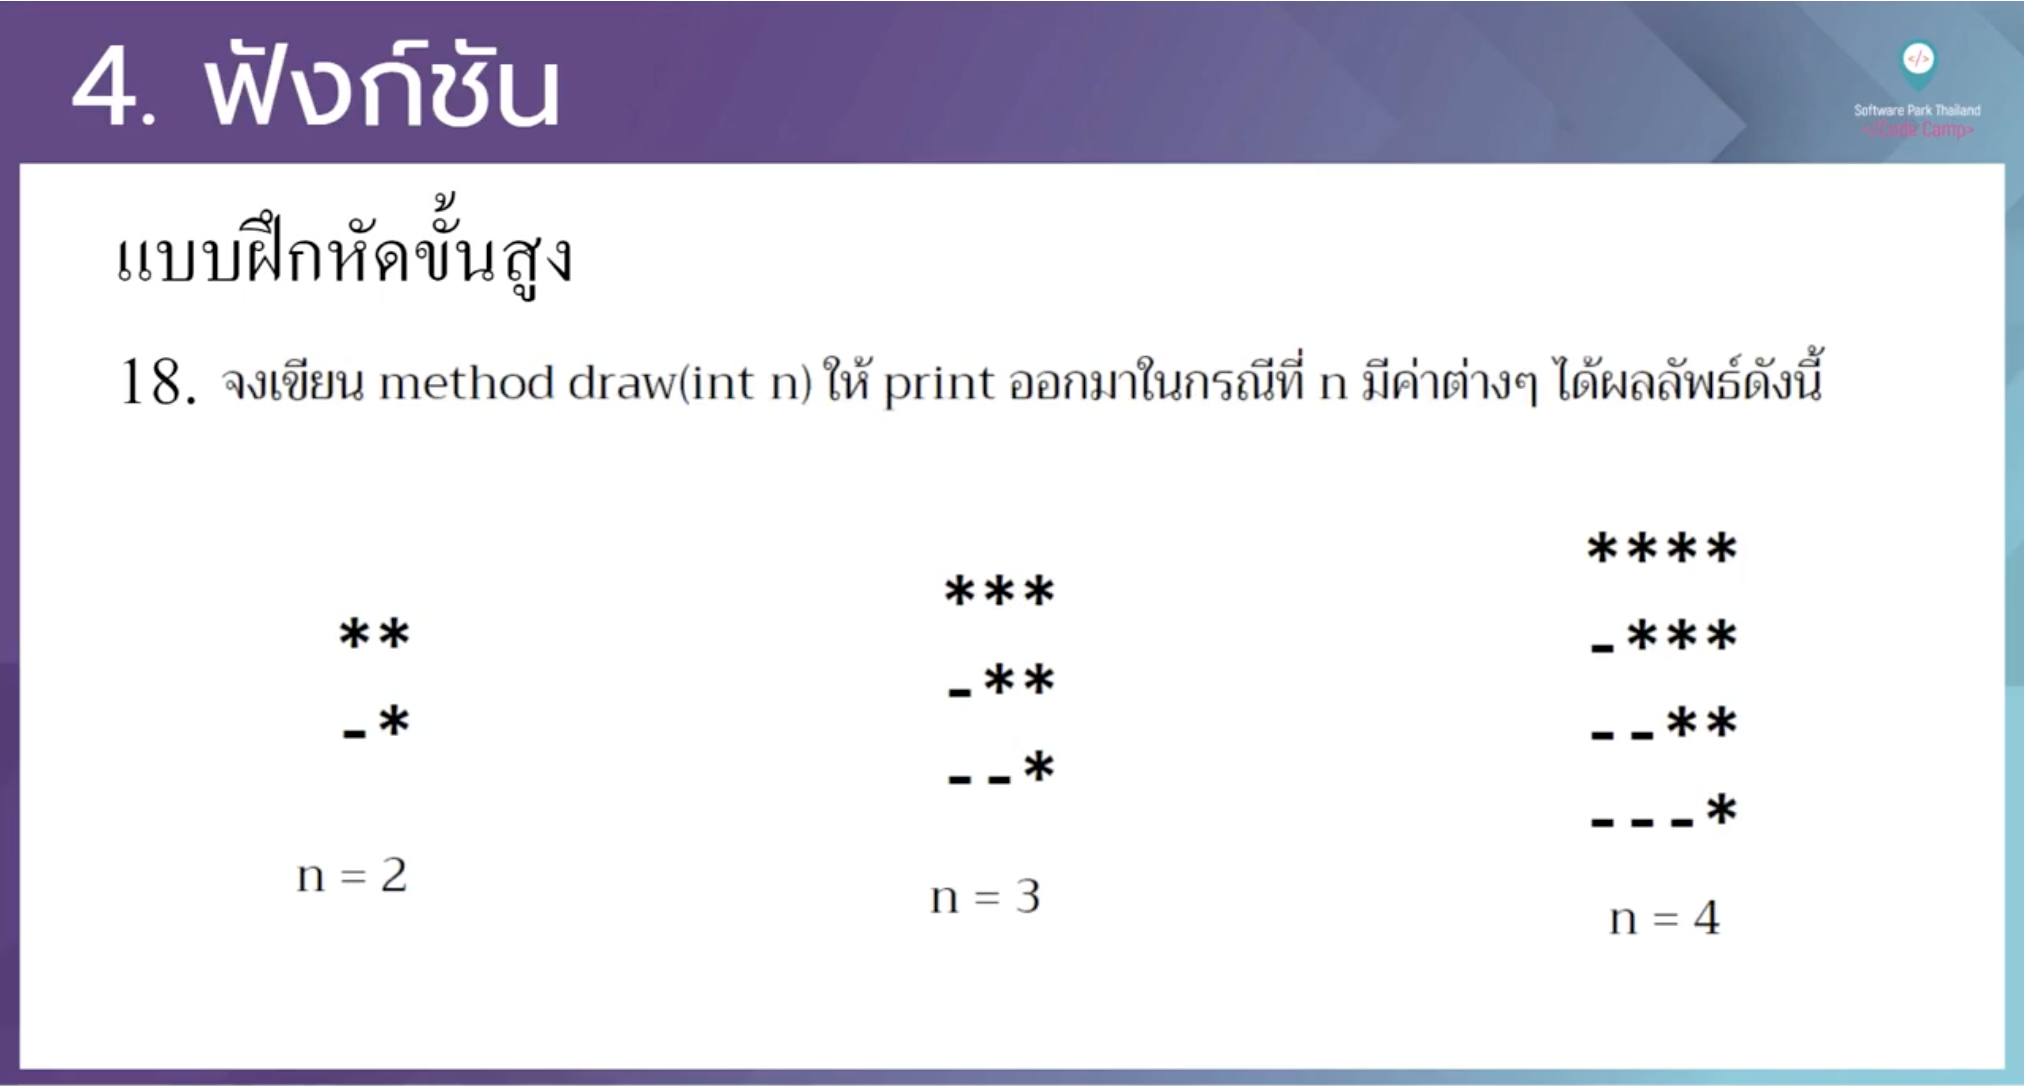 4. ฟังก์ชัน
</>
Software Park Thailand
</Code Camp>
แบบฝึกหัดขั้นสูง
18. จงเขียน method draw(int n) ให้ print ออกมาในกรณีที่ n มีค่าต่างๆ ได้ผลลัพธ์ดังนี้
**
-*
n = 2
***
-**
--*
n = 3
****
-***
--**
---*
n = 4